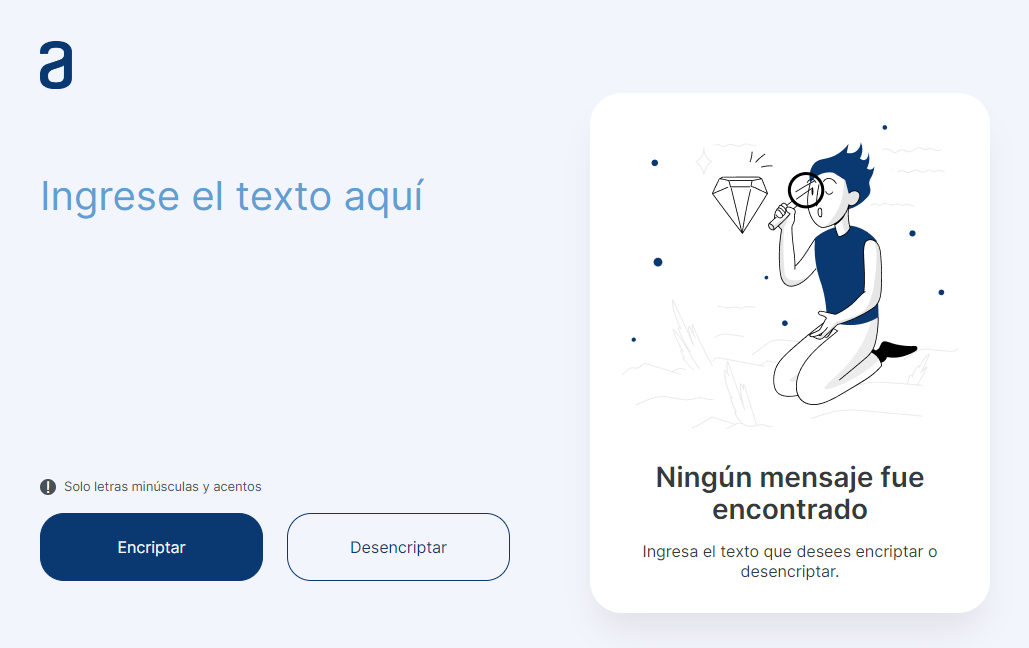 a
Ingrese el texto aquí
Solo letras minúsculas y acentos
Encriptar
Desencriptar
Ningún mensaje fue
encontrado
Ingresa el texto que desees encriptar o
desencriptar.